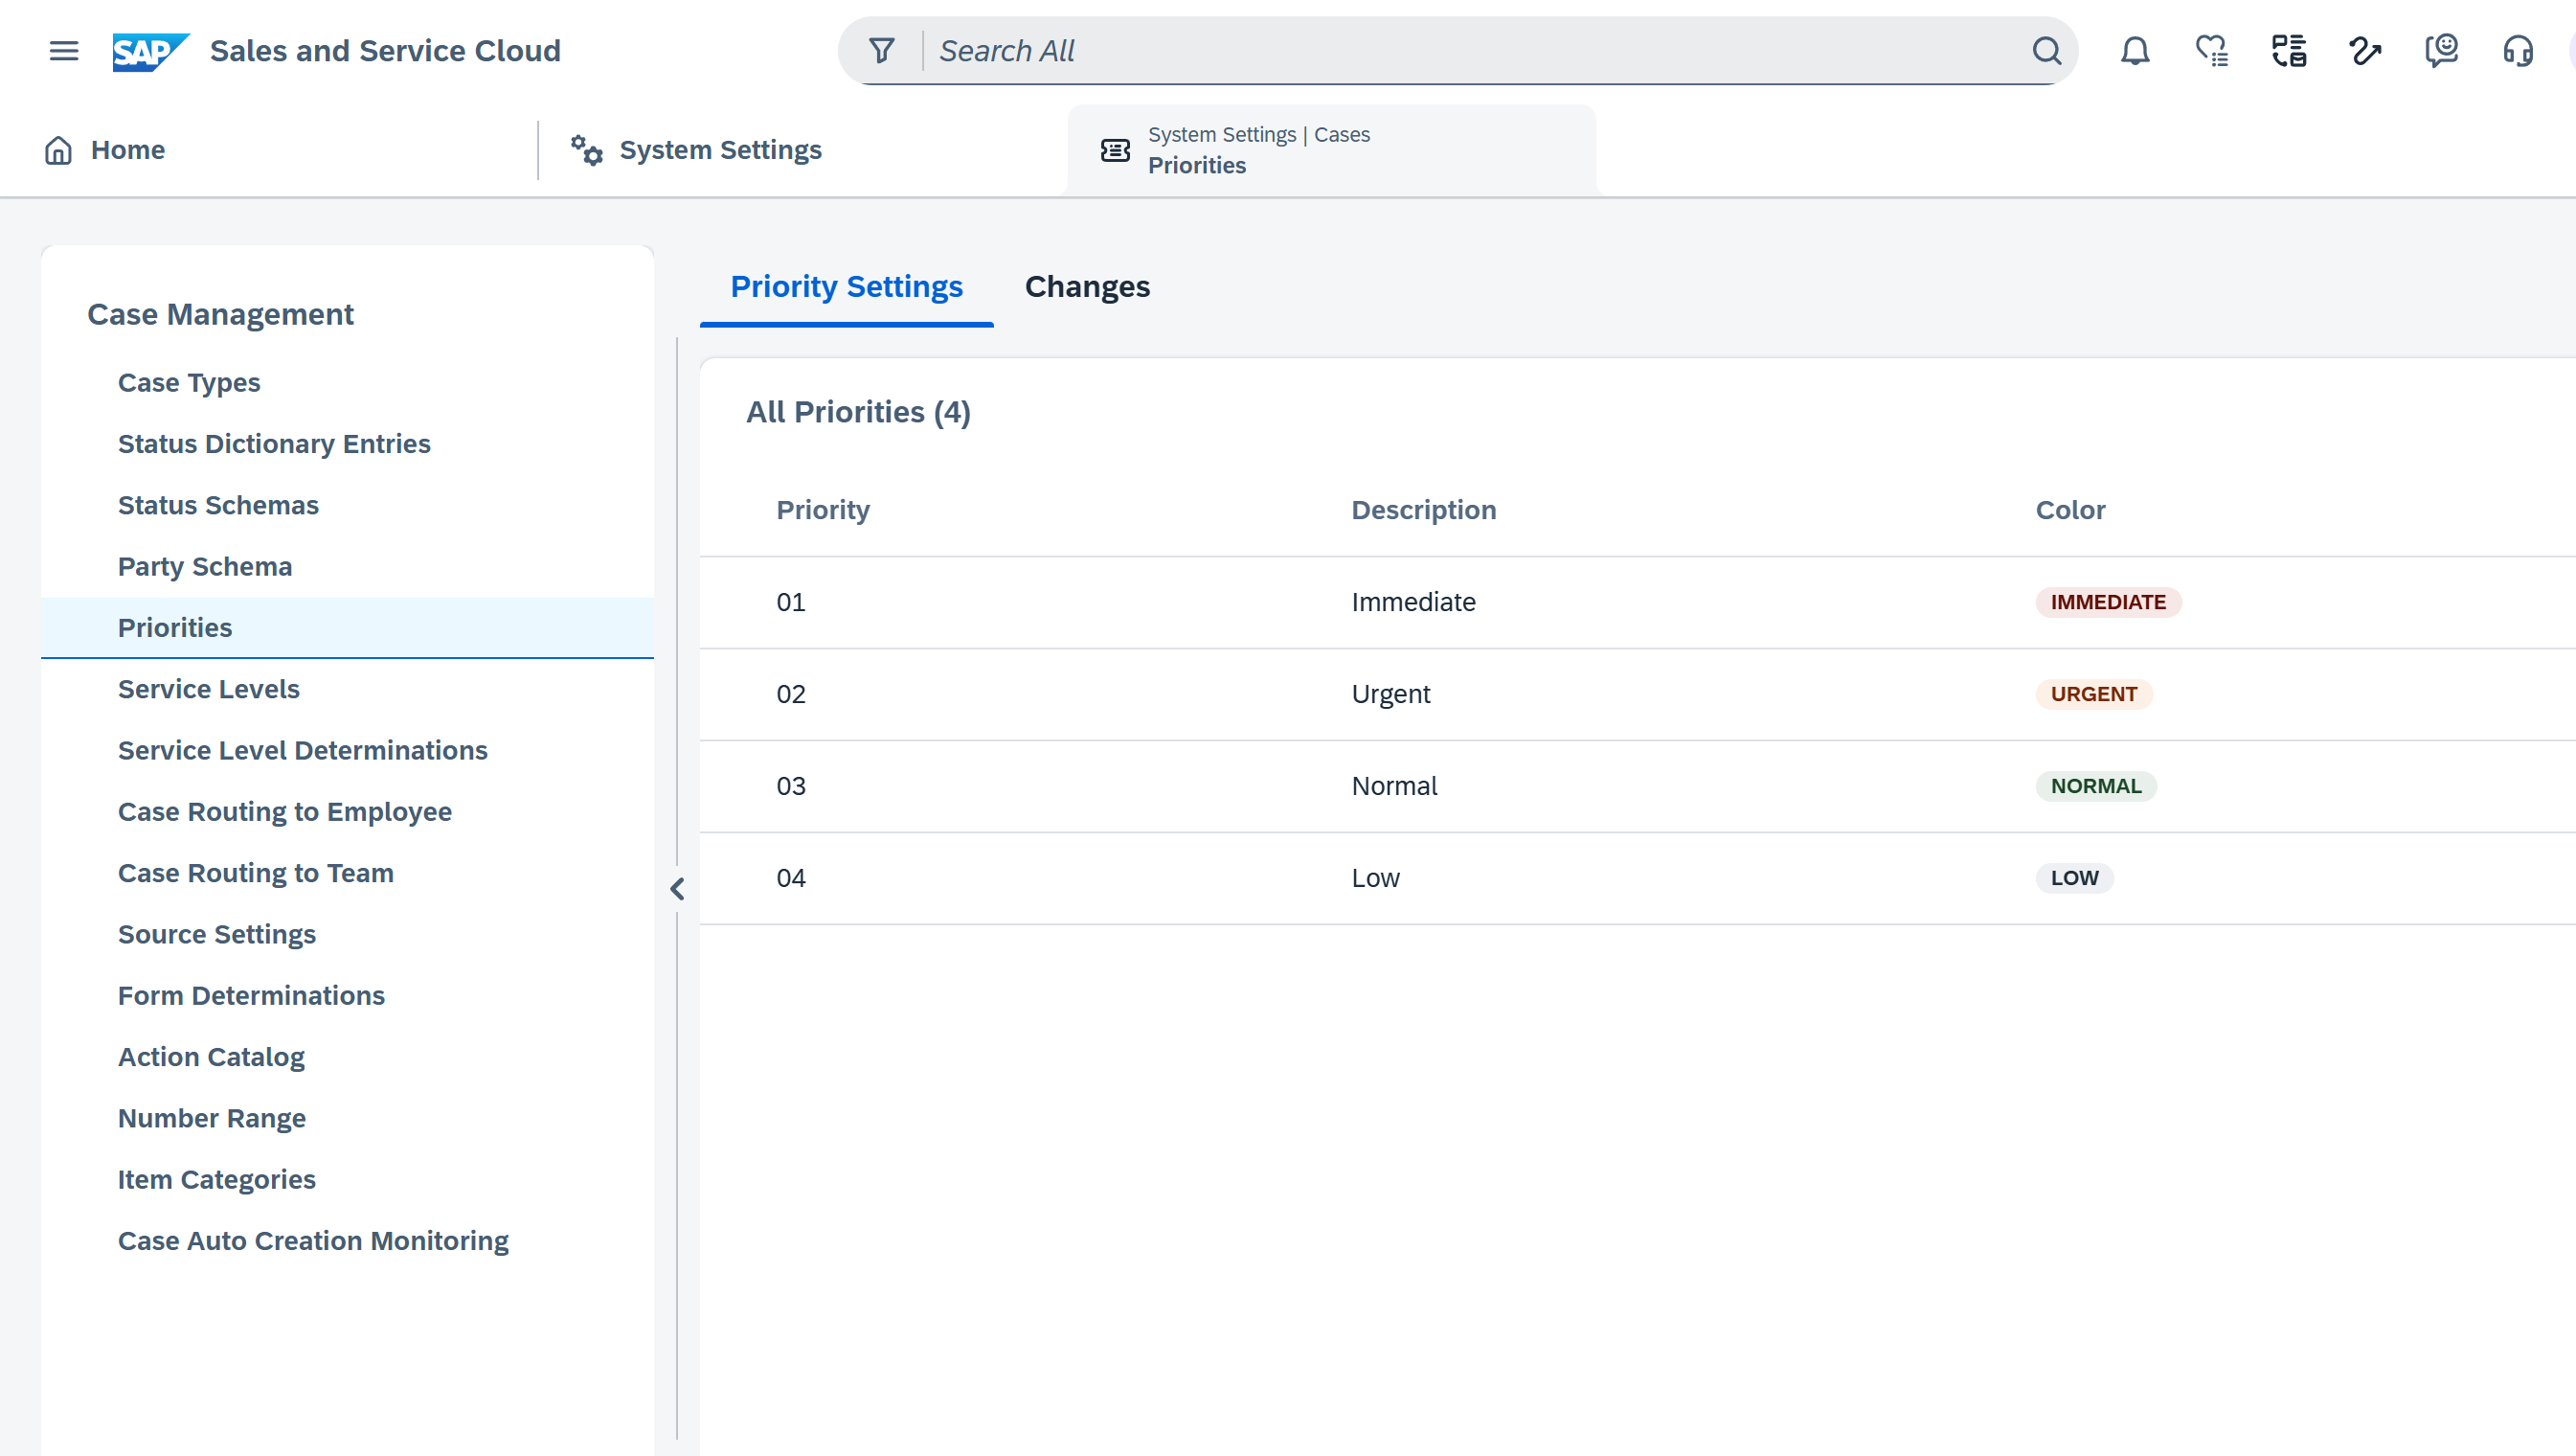 SAP Sales and Service Cloud
Search All
Home
System Settings
System Settings | Cases
Priorities
Case Management
Case Types
Status Dictionary Entries
Status Schemas
Party Schema
Priorities
Service Levels
Service Level Determinations
Case Routing to Employee
Case Routing to Team
Source Settings
Form Determinations
Action Catalog
Number Range
Item Categories
Case Auto Creation Monitoring
Priority Settings Changes
All Priorities (4)
Priority Description Color
01 Immediate IMMEDIATE
02 Urgent URGENT
03 Normal NORMAL
04 Low LOW